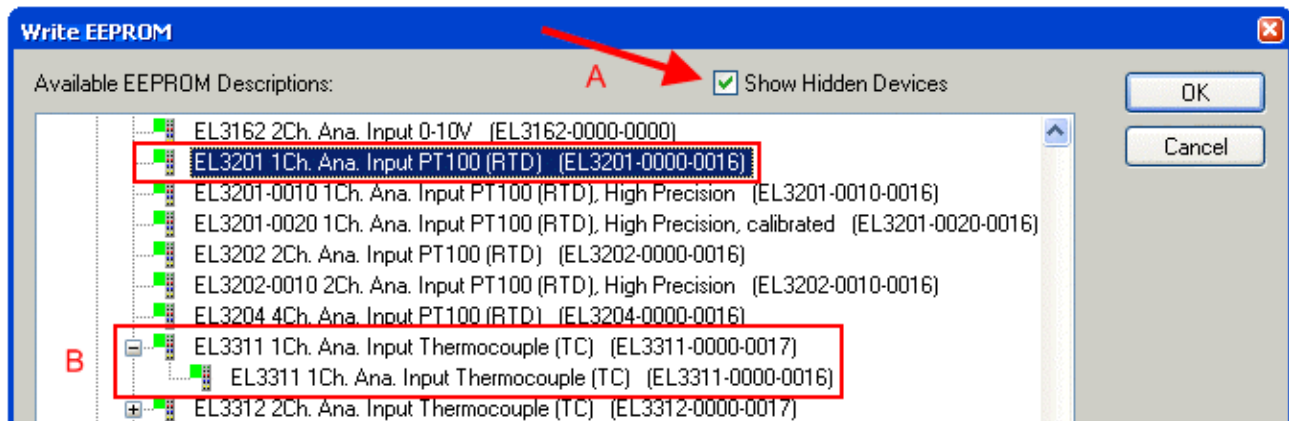 Write EEPROM
Available EEPROM Descriptions:
A
Show Hidden Devices
OK
Cancel
EL3162 2Ch. Ana. Input 0-10V (EL3162-0000-0000)
EL3201 1Ch. Ana. Input PT100 (RTD) (EL3201-0000-0016)
EL3201-0010 1Ch. Ana. Input PT100 (RTD), High Precision (EL3201-0010-0016)
EL3201-0020 1Ch. Ana. Input PT100 (RTD), High Precision, calibrated (EL3201-0020-0016)
EL3202 2Ch. Ana. Input PT100 (RTD) (EL3202-0000-0016)
EL3202-0010 2Ch. Ana. Input PT100 (RTD), High Precision (EL3202-0010-0016)
EL3204 4Ch. Ana. Input PT100 (RTD) (EL3204-0000-0016)
B
EL3311 1Ch. Ana. Input Thermocouple (TC) (EL3311-0000-0017)
EL3311 1Ch. Ana. Input Thermocouple (TC) (EL3311-0000-0016)
EL3312 2Ch. Ana. Input Thermocouple (TC) (EL3312-0000-0017)